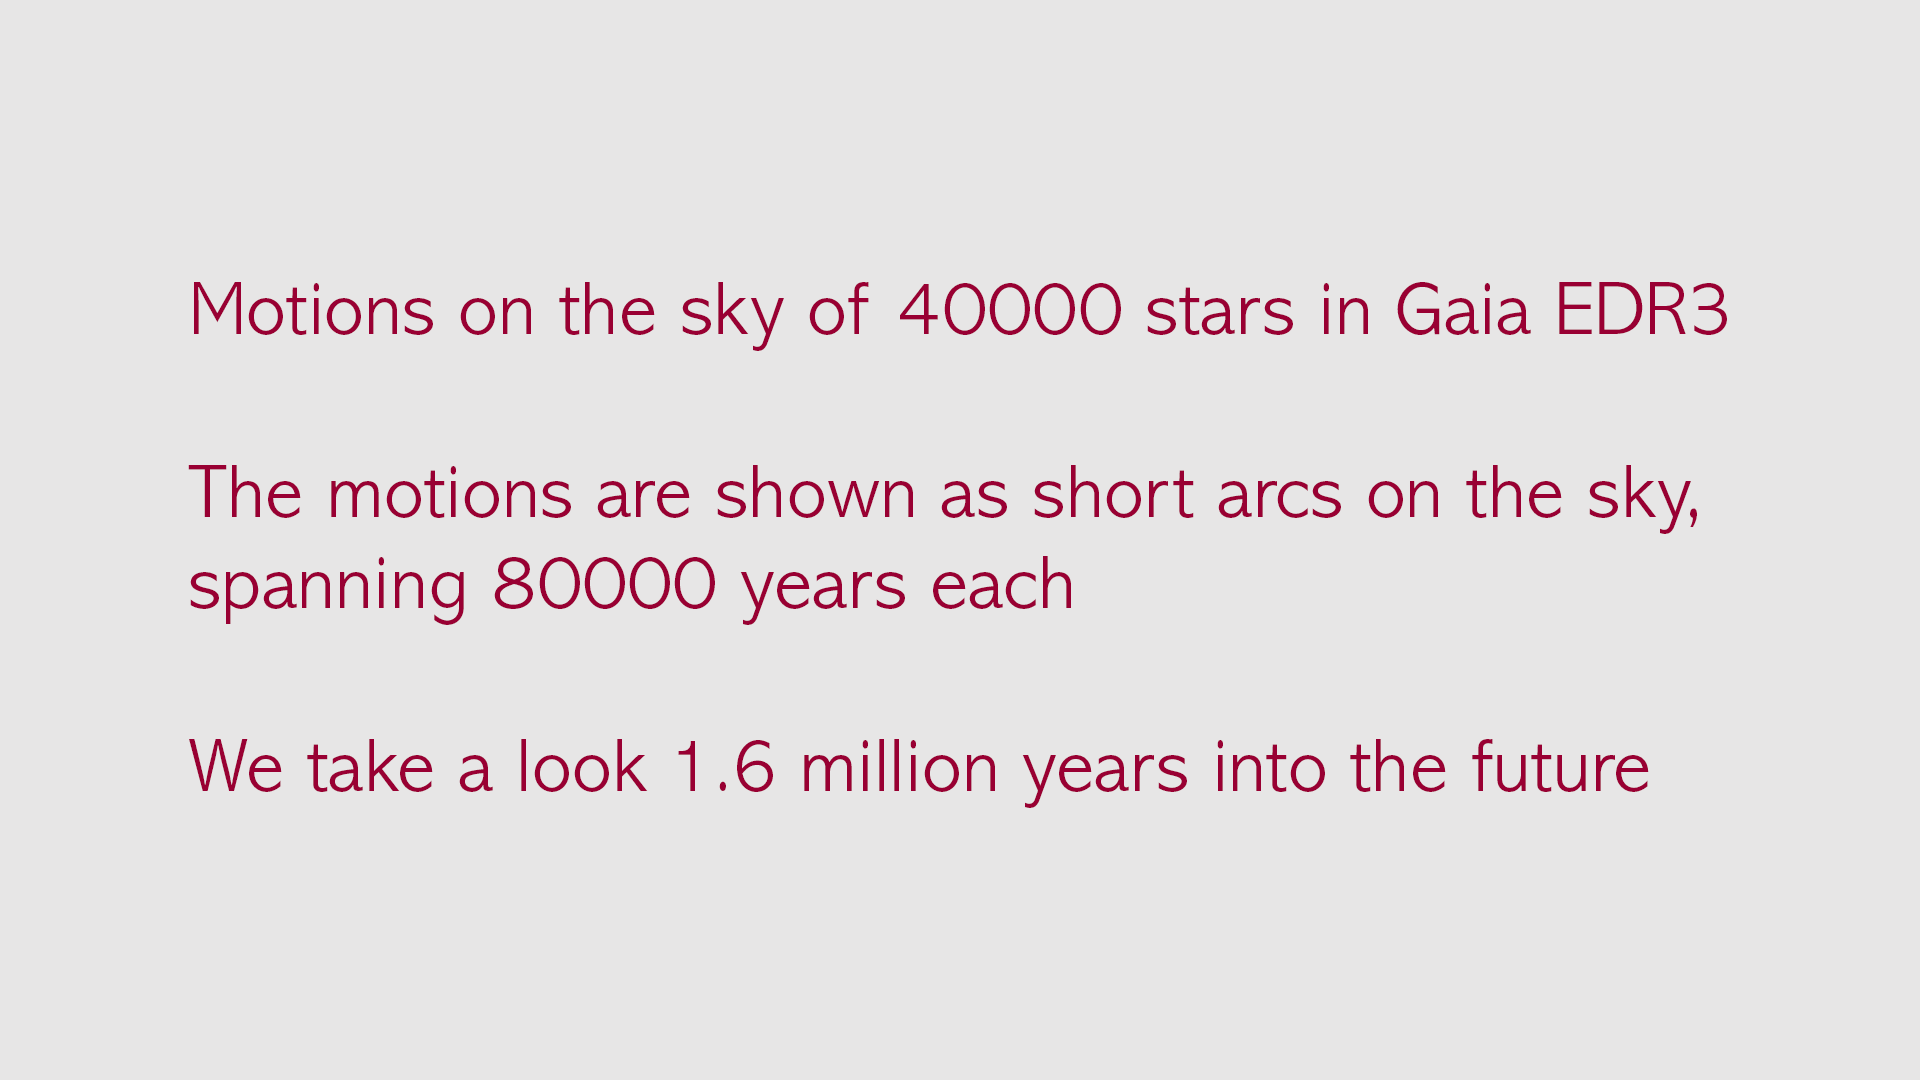 Motions on the sky of 40000 stars in Gaia EDR3
The motions are shown as short arcs on the sky,
spanning 80000 years each
We take a look 1.6 million years into the future